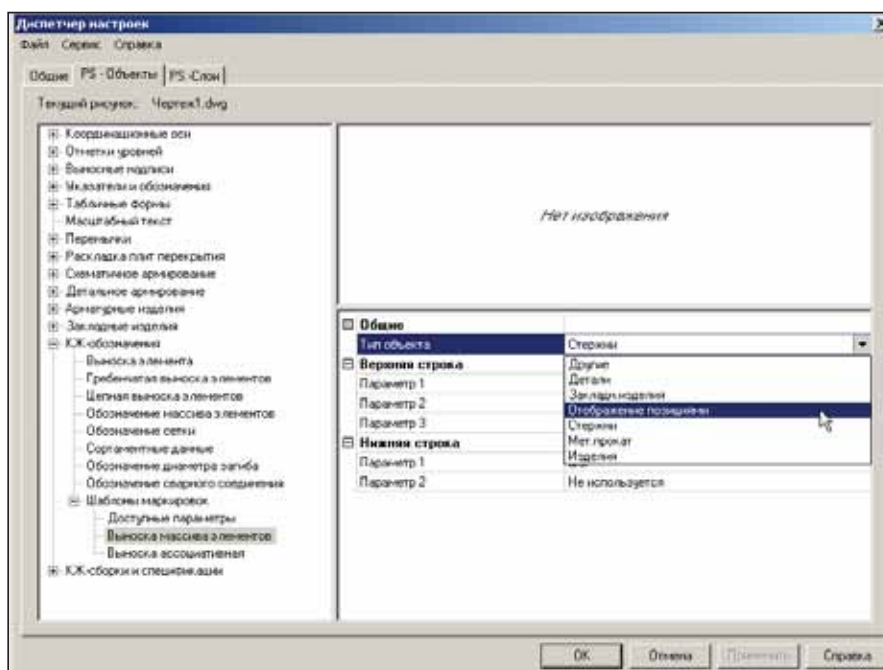 Диспетчер настроек
Файл Сервис Справка
Общие PS - Объекты PS -Слои
Текущий рисунок: Чертеж1.dwg
Координационные оси
Отметки уровней
Выносные надписи
Указатели и обозначения
Табличные формы
Масштабный текст
Перемычки
Раскладка плит перекрытия
Схематичное армирование
Детальное армирование
Арматурные изделия
Закладные изделия
КЖ-обозначения
Выноска элемента
Гребенчатая выноска элементов
Цепная выноска элементов
Обозначение массива элементов
Обозначение сетки
Сортаментные данные
Обозначение диаметра загиба
Обозначение сварного соединения
Шаблоны маркировок
Доступные параметры
Выноска массива элементов
Выноска ассоциативная
КЖ-сборки и спецификации
Нет изображения
Общие
Тип объекта Стержни
Верхняя строка
Параметр 1
Параметр 2
Параметр 3
Нижняя строка
Параметр 1
Параметр 2 Не используется
Другие
Детали
Закладн.изделия
Отображение позициями
Стержни
Мет.прокат
Изделия
OK Отмена Применить Справка